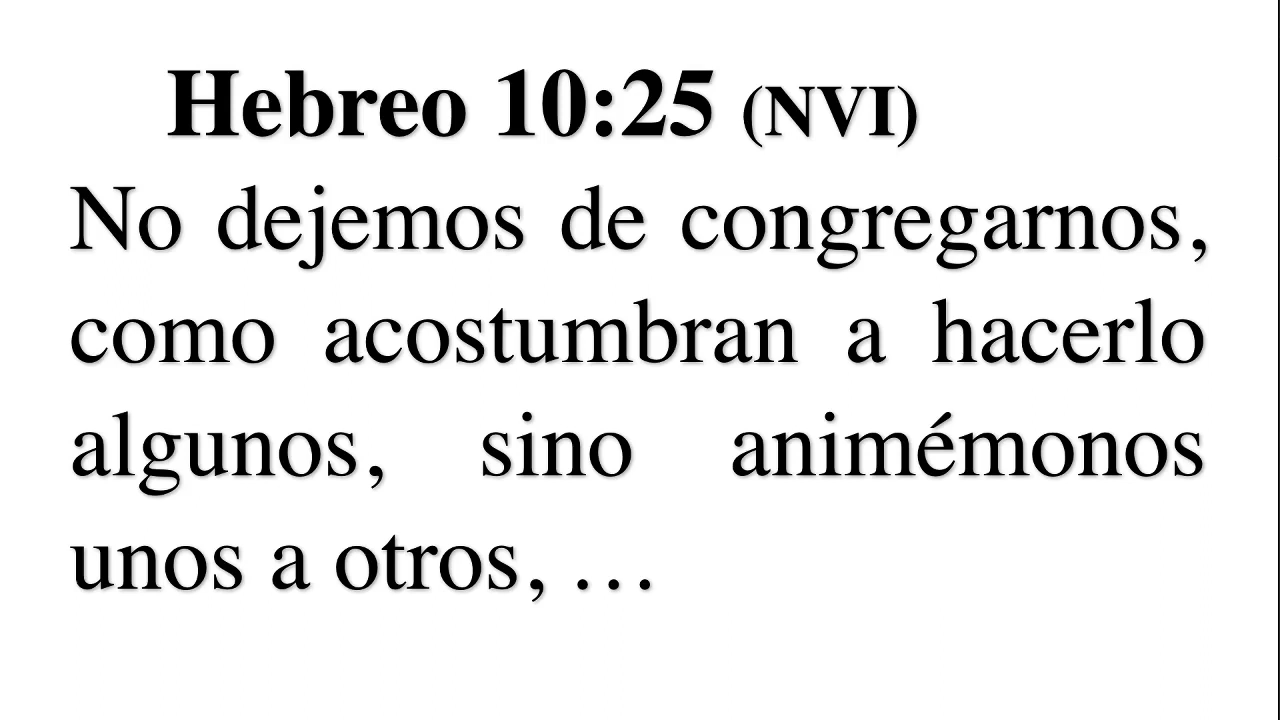 Hebreo 10:25 (NVI)
No dejemos de congregarnos,
como acostumbran a hacerlo
algunos, sino animémonos
unos a otros, …